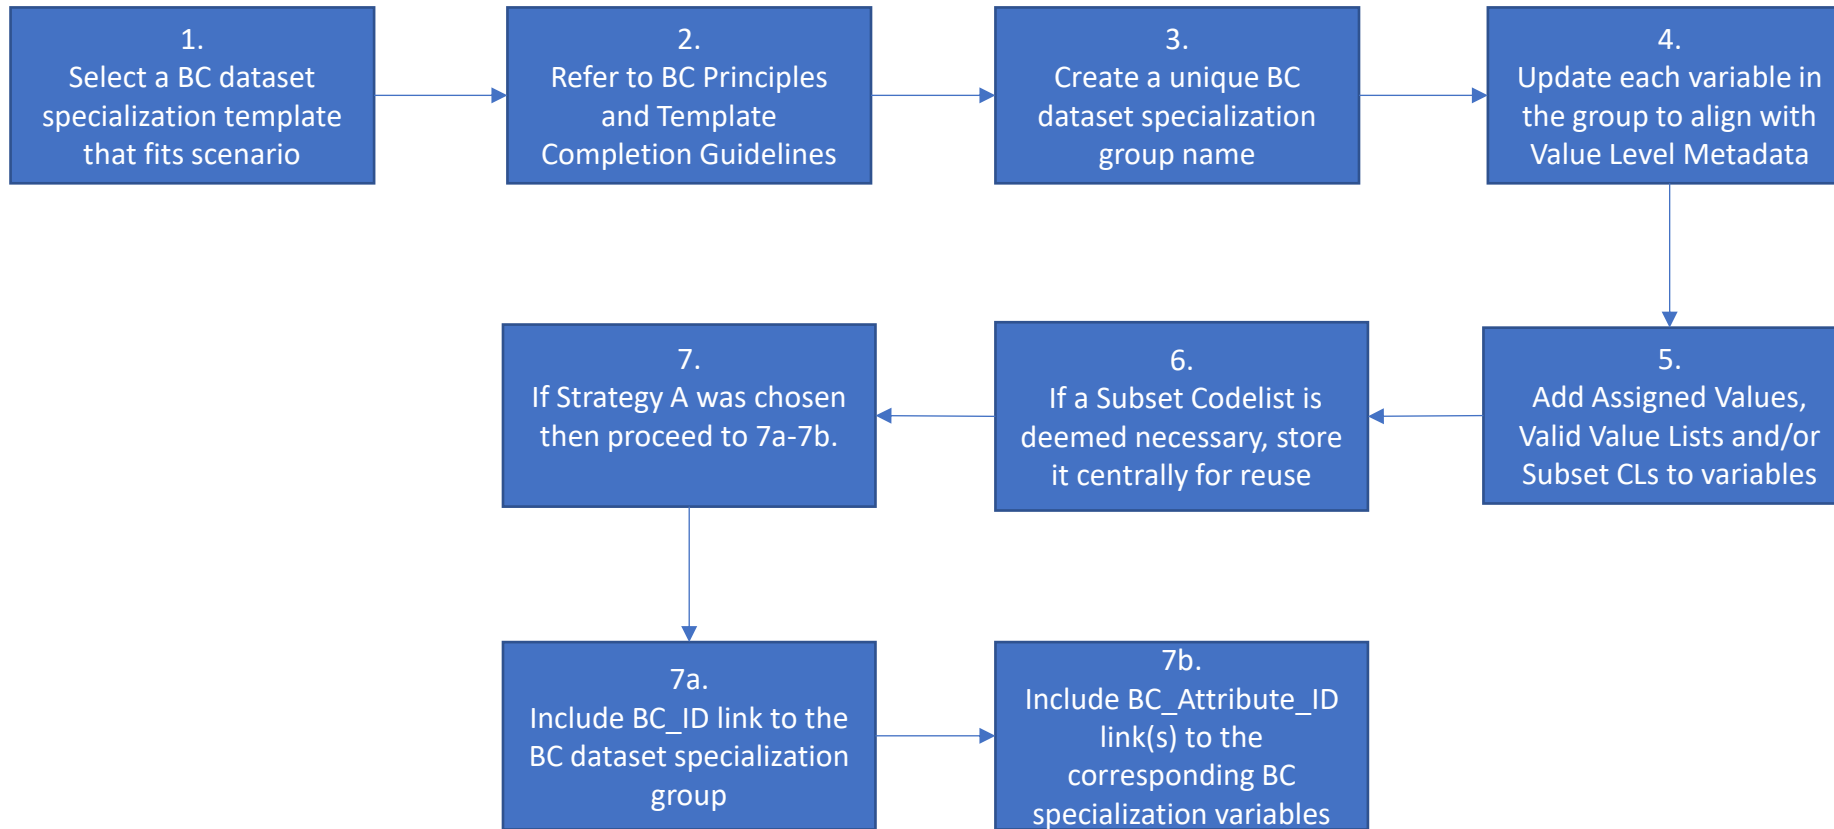 1.
Select a BC dataset
specialization template
that fits scenario
2.
Refer to BC Principles
and Template
Completion Guidelines
3.
Create a unique BC
dataset specialization
group name
4.
Update each variable in
the group to align with
Value Level Metadata
5.
Add Assigned Values,
Valid Value Lists and/or
Subset CLs to variables
6.
If a Subset Codelist is
deemed necessary, store
it centrally for reuse
7.
If Strategy A was chosen
then proceed to 7a-7b.
7a.
Include BC_ID link to the
BC dataset specialization
group
7b.
Include BC_Attribute_ID
link(s) to the
corresponding BC
specialization variables